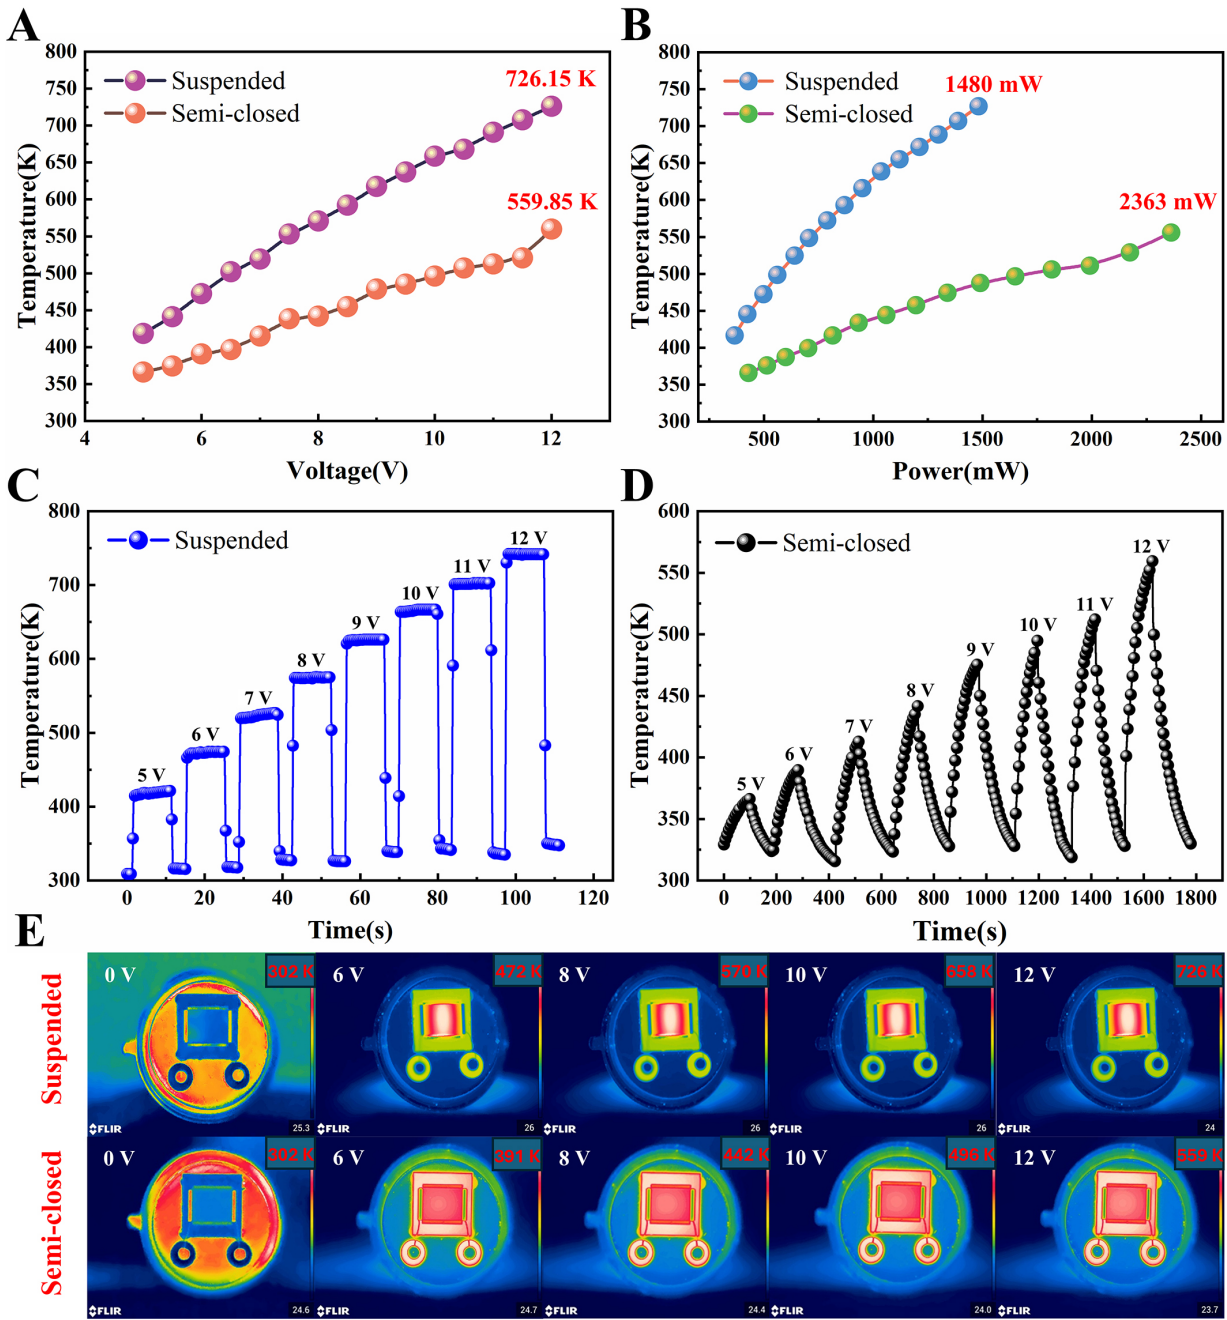 A
800
750
700
650
600
550
500
450
400
350
300
Suspended
Semi-closed
726.15 K
559.85 K
Temperature(K)
4
6
8
10
12
Voltage(V)
B
800
750
700
650
600
550
500
450
400
350
300
Suspended
Semi-closed
1480 mW
2363 mW
Temperature(K)
500
1000
1500
2000
2500
Power(mW)
C
800
700
600
500
400
300
Suspended
5 V
6 V
7 V
8 V
9 V
10 V
11 V
12 V
Temperature(K)
0
20
40
60
80
100
120
Time(s)
D
600
550
500
450
400
350
300
Semi-closed
5 V
6 V
7 V
8 V
9 V
10 V
11 V
12 V
Temperature(K)
0
200
400
600
800
1000
1200
1400
1600
1800
Time(s)
E
Suspended
0 V
302 K
25.3
FLIR
6 V
472 K
26
FLIR
8 V
570 K
26
FLIR
10 V
658 K
26
FLIR
12 V
726 K
24
FLIR
Semi-closed
0 V
302 K
24.6
FLIR
6 V
391 K
24.7
FLIR
8 V
442 K
24.4
FLIR
10 V
496 K
24.0
FLIR
12 V
559 K
23.7
FLIR